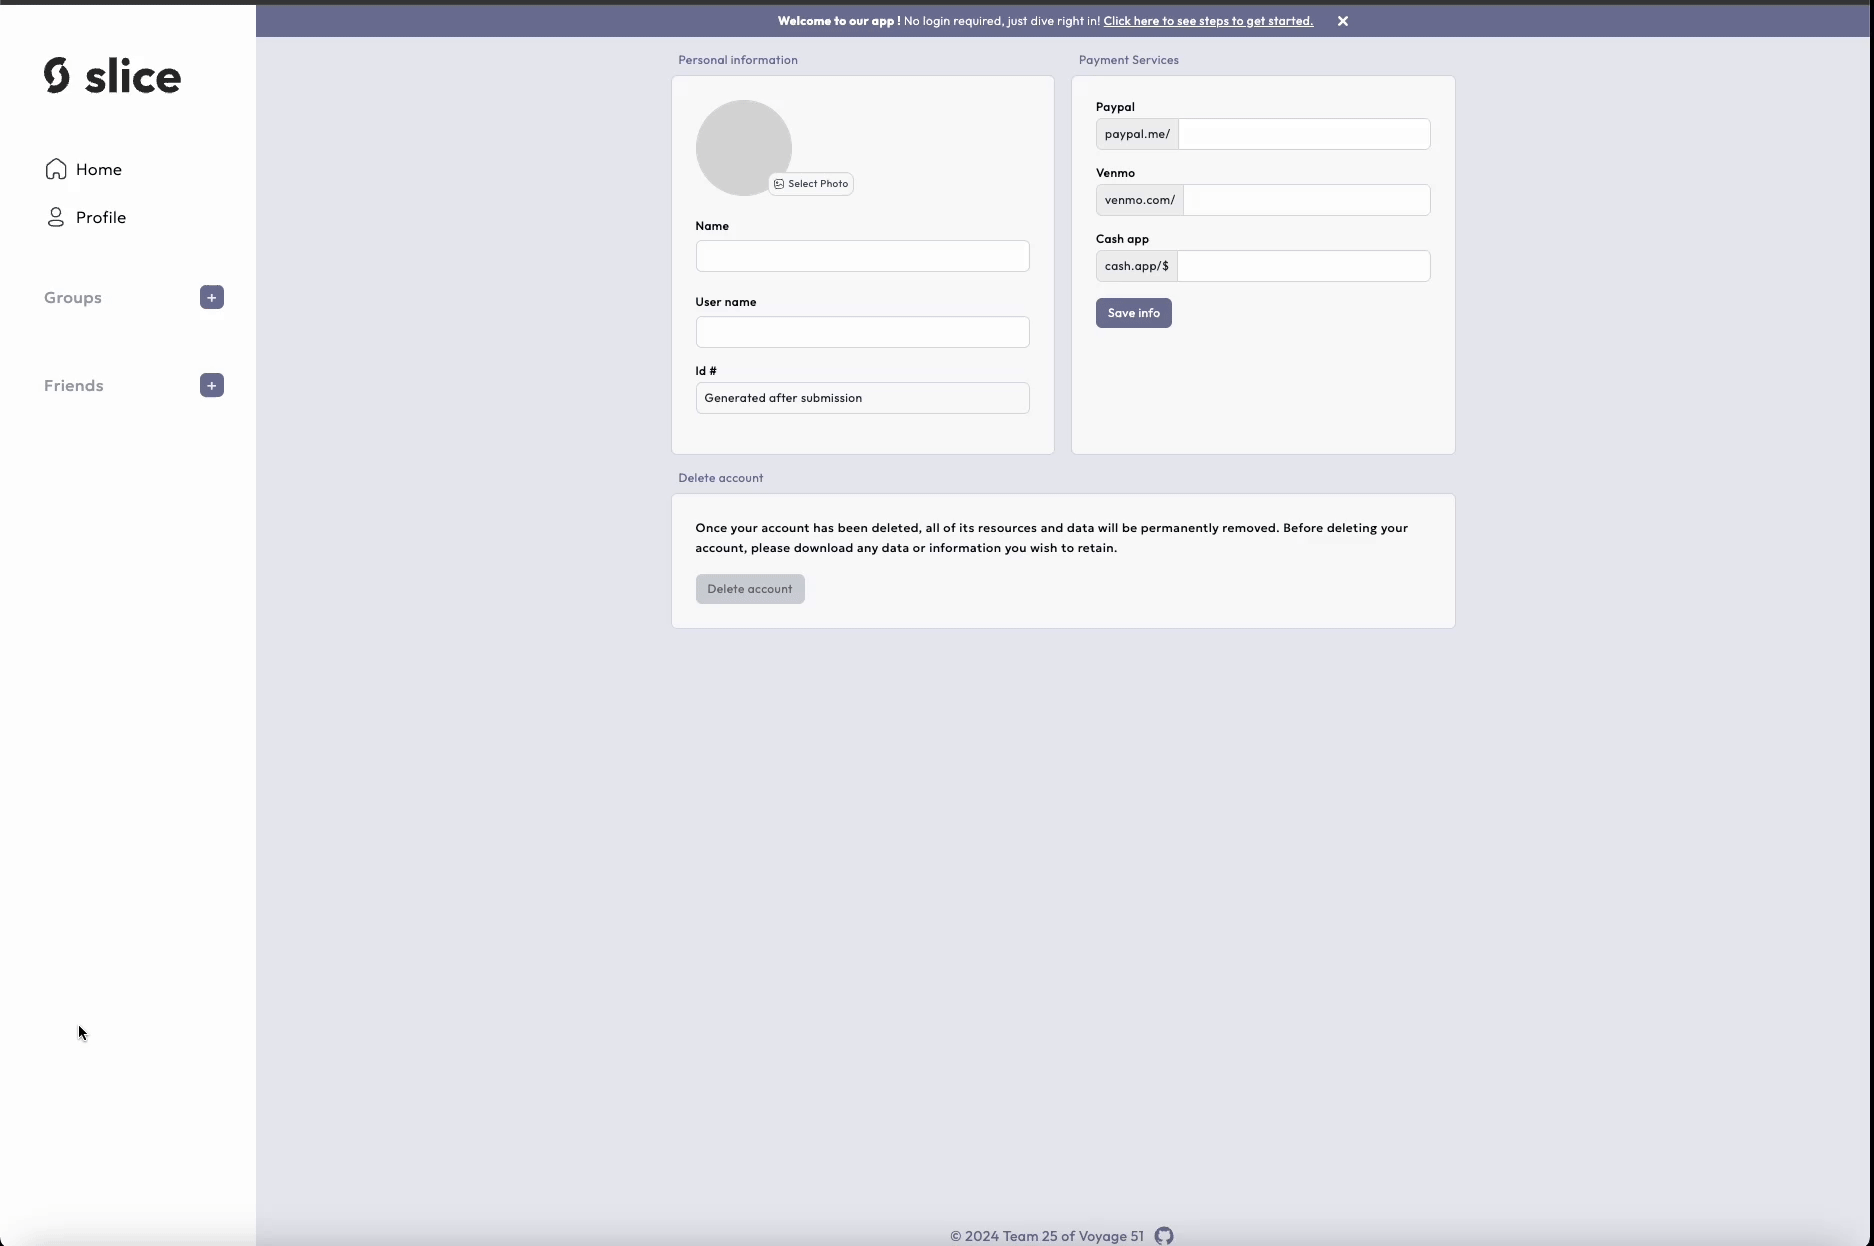 Welcome to our app ! No login required, just dive right in! Click here to see steps to get started.
slice
Home
Profile
Groups
Friends
Personal information
Select Photo
Name
User name
Id #
Generated after submission
Payment Services
Paypal
paypal.me/
Venmo
venmo.com/
Cash app
cash.app/$
Save info
Delete account
Once your account has been deleted, all of its resources and data will be permanently removed. Before deleting your
account, please download any data or information you wish to retain.
Delete account
© 2024 Team 25 of Voyage 51